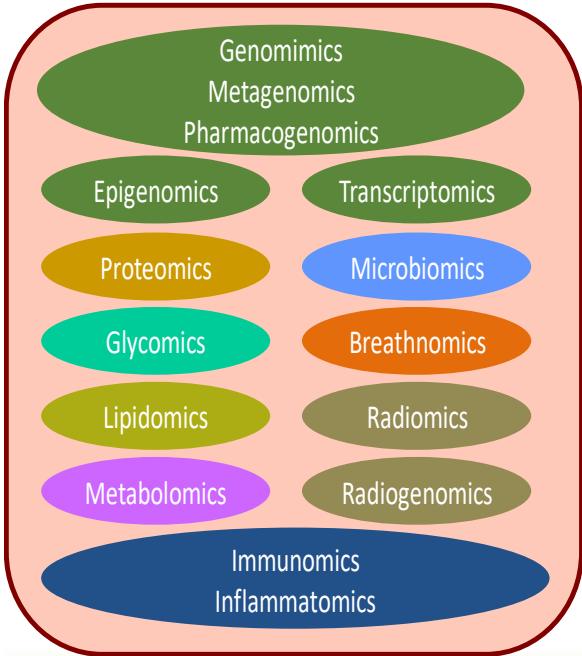 Genomimics
Metagenomics
Pharmacogenomics
Epigenomics
Transcriptomics
Proteomics
Microbiomics
Glycomics
Breathnomics
Lipidomics
Radiomics
Metabolomics
Radiogenomics
Immunomics
Inflammatomics